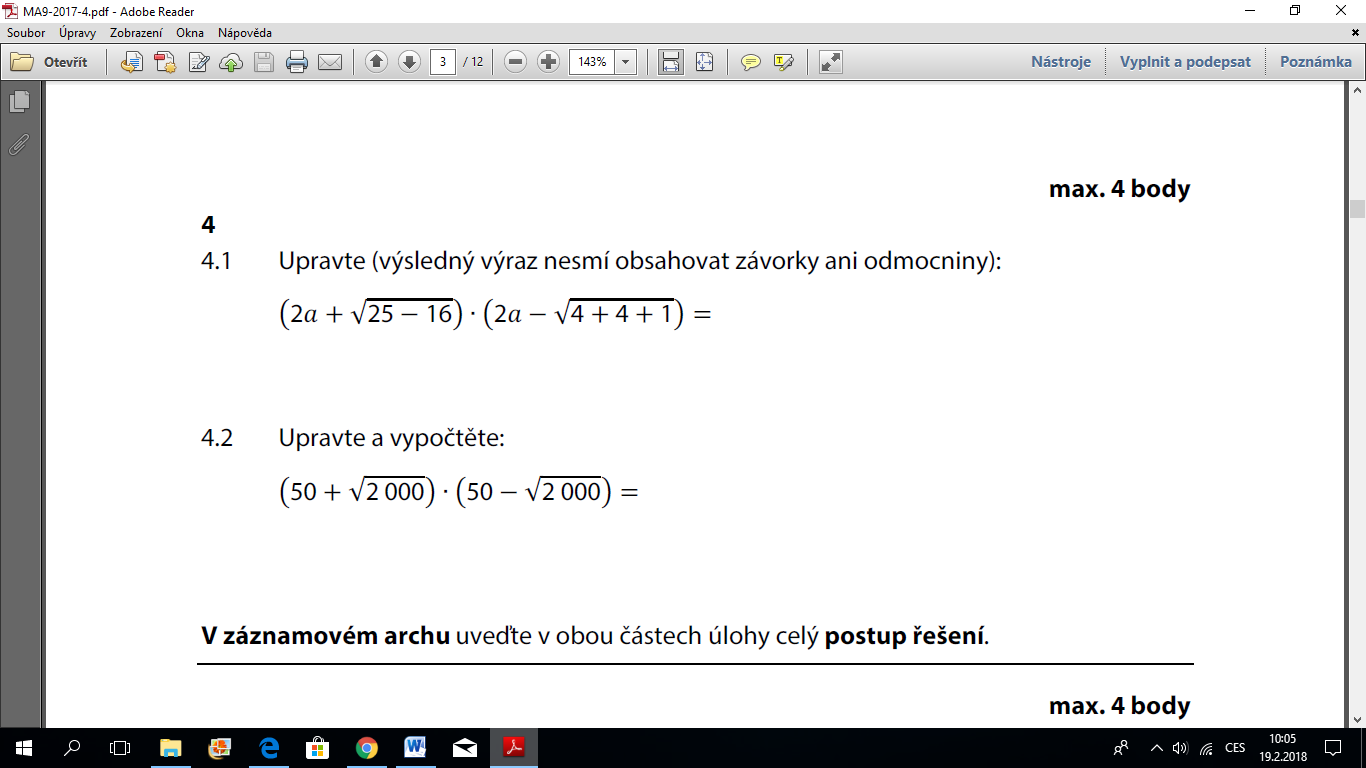 MA9-2017-4.pdf - Adobe Reader
Soubor Úpravy Zobrazení Okna Nápověda
Otevřít 3 / 12 143% Nástroje Vyplnit a podepsat Poznámka
max. 4 body
4
4.1 Upravte (výsledný výraz nesmí obsahovat závorky ani odmocniny):
(2a + √25 − 16) · (2a − √4 + 4 + 1) =
4.2 Upravte a vypočtěte:
(50 + √2 000) · (50 − √2 000) =
V záznamovém archu uveďte v obou částech úlohy celý postup řešení.
max. 4 body
CES
10:05
19.2.2018